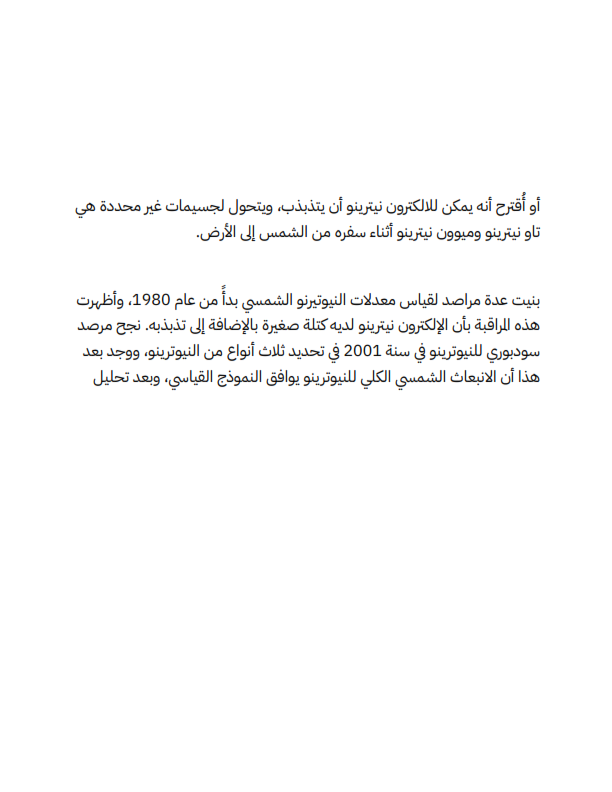 أو أُقترح أنه يمكن للالكترون نيترينو أن يتذبذب، ويتحول لجسيمات غير محددة هي
تاو نيترينو وميوون نيترينو أثناء سفره من الشمس إلى الأرض.
بنيت عدة مراصد لقياس معدلات النيوتيرنو الشمسي بدأً من عام 1980، وأظهرت
هذه المراقبة بأن الإلكترون نيترينو لديه كتلة صغيرة بالإضافة إلى تذبذبه. نجح مرصد
سودبوري للنيوترينو في سنة 2001 في تحديد ثلاث أنواع من النيوترينو، ووجد بعد
هذا أن الانبعاث الشمسي الكلي للنيوترينو يوافق النموذج القياسي، وبعد تحليل